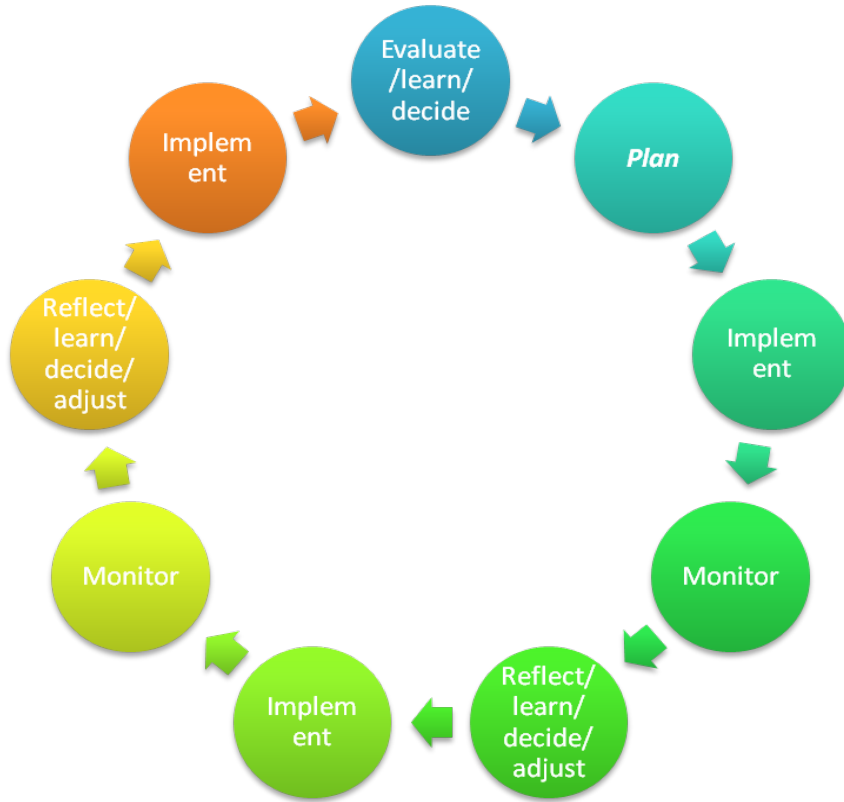 Evaluate
/learn/
decide
Plan
Implem
ent
Monitor
Reflect/
learn/
decide/
adjust
Implem
ent
Monitor
Reflect/
learn/
decide/
adjust
Implem
ent